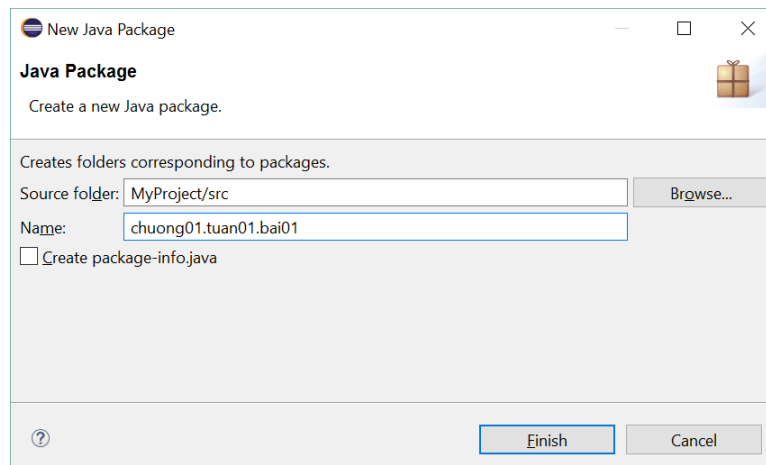 New Java Package
Java Package
Create a new Java package.
Creates folders corresponding to packages.
Source folder: MyProject/src Browse...
Name: chuong01.tuan01.bai01
Create package-info.java
? Finish Cancel